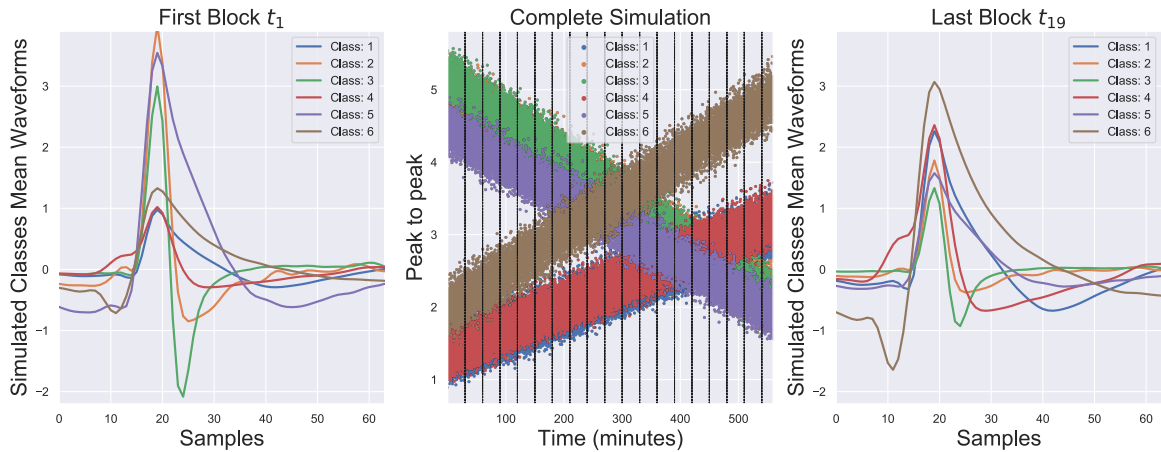 First Block t1
Simulated Classes Mean Waveforms
3
2
1
0
−1
−2
0
10
20
30
40
50
60
Samples
Class: 1
Class: 2
Class: 3
Class: 4
Class: 5
Class: 6
Complete Simulation
Peak to peak
5
4
3
2
1
100
200
300
400
500
Time (minutes)
Class: 1
Class: 2
Class: 3
Class: 4
Class: 5
Class: 6
Last Block t19
Simulated Classes Mean Waveforms
3
2
1
0
−1
−2
0
10
20
30
40
50
60
Samples
Class: 1
Class: 2
Class: 3
Class: 4
Class: 5
Class: 6